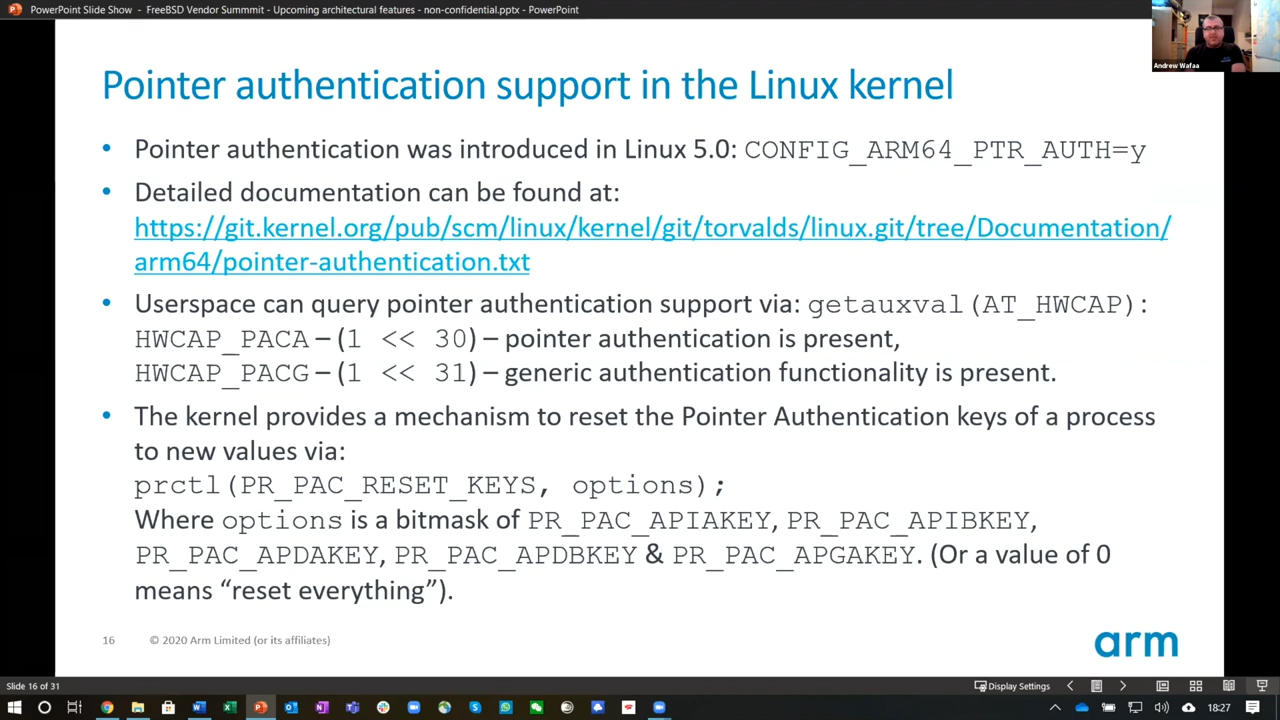 PowerPoint Slide Show - FreeBSD Vendor Summmit - Upcoming architectural features - non-confidential.pptx - PowerPoint
Andrew Wafaa
Pointer authentication support in the Linux kernel
• Pointer authentication was introduced in Linux 5.0: CONFIG_ARM64_PTR_AUTH=y
• Detailed documentation can be found at:
https://git.kernel.org/pub/scm/linux/kernel/git/torvalds/linux.git/tree/Documentation/
arm64/pointer-authentication.txt
• Userspace can query pointer authentication support via: getauxval(AT_HWCAP):
HWCAP_PACA – (1 << 30) – pointer authentication is present,
HWCAP_PACG – (1 << 31) – generic authentication functionality is present.
• The kernel provides a mechanism to reset the Pointer Authentication keys of a process
to new values via:
prctl(PR_PAC_RESET_KEYS, options);
Where options is a bitmask of PR_PAC_APIAKEY, PR_PAC_APIBKEY,
PR_PAC_APDAKEY, PR_PAC_APDBKEY & PR_PAC_APGAKEY. (Or a value of 0
means “reset everything”).
16 © 2020 Arm Limited (or its affiliates)
arm
Slide 16 of 31
Display Settings
18:27